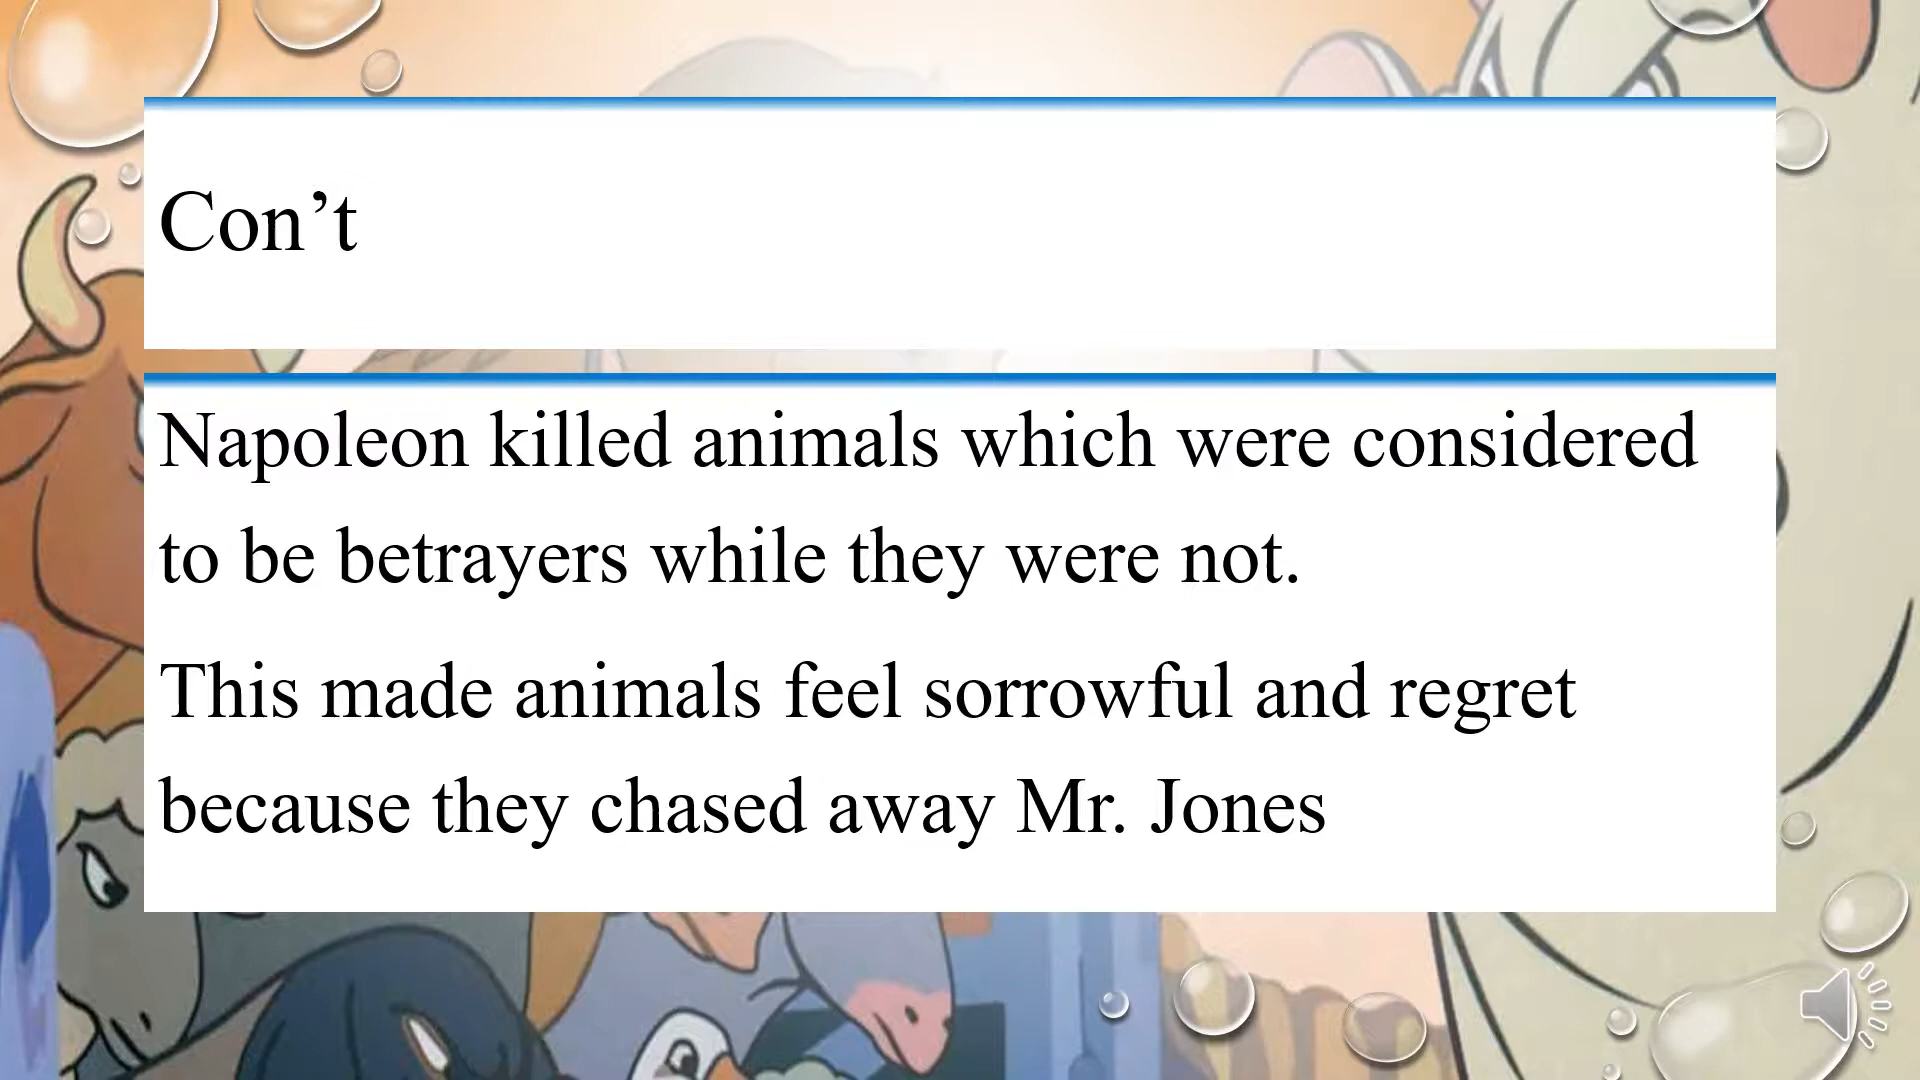 Con’t
Napoleon killed animals which were considered
to be betrayers while they were not.
This made animals feel sorrowful and regret
because they chased away Mr. Jones